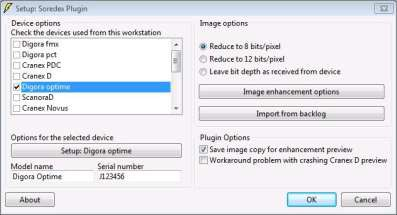 Setup: Soredex Plugin
Device options
Check the devices used from this workstation
Digora fmx
Digora pct
Cranex PDC
Cranex D
Digora optime
ScanoraD
Cranex Novus
Options for the selected device
Setup: Digora optime
Model name Serial number
Digora Optime J123456
About
Image options
Reduce to 8 bits/pixel
Reduce to 12 bits/pixel
Leave bit depth as received from device
Image enhancement options
Import from backlog
Plugin Options
Save image copy for enhancement preview
Workaround problem with crashing Cranex D preview
OK Cancel